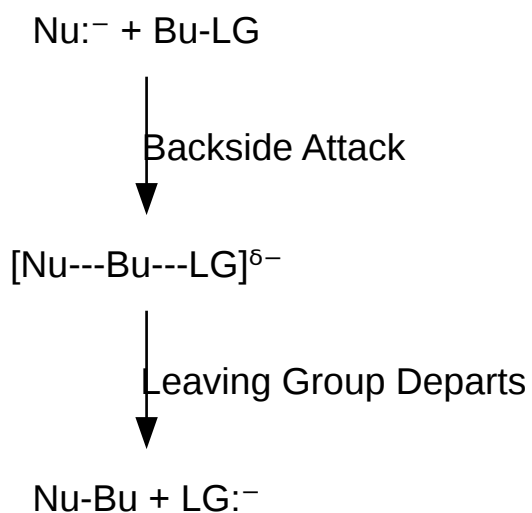 Nu:⁻ + Bu-LG
Backside Attack
[Nu---Bu---LG]ᵟ⁻
Leaving Group Departs
Nu-Bu + LG:⁻